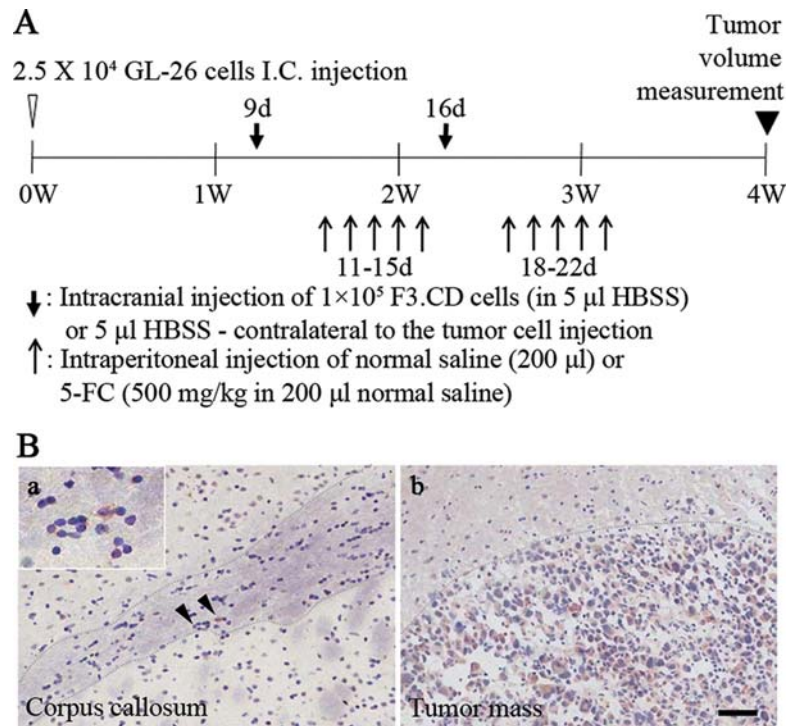 A
Tumor
volume
measurement
2.5 X 10⁴ GL-26 cells I.C. injection
9d
16d
0W
1W
2W
3W
4W
11-15d
18-22d
: Intracranial injection of 1×10⁵ F3.CD cells (in 5 µl HBSS)
or 5 µl HBSS - contralateral to the tumor cell injection
: Intraperitoneal injection of normal saline (200 µl) or
5-FC (500 mg/kg in 200 µl normal saline)
B
a
b
Corpus callosum
Tumor mass